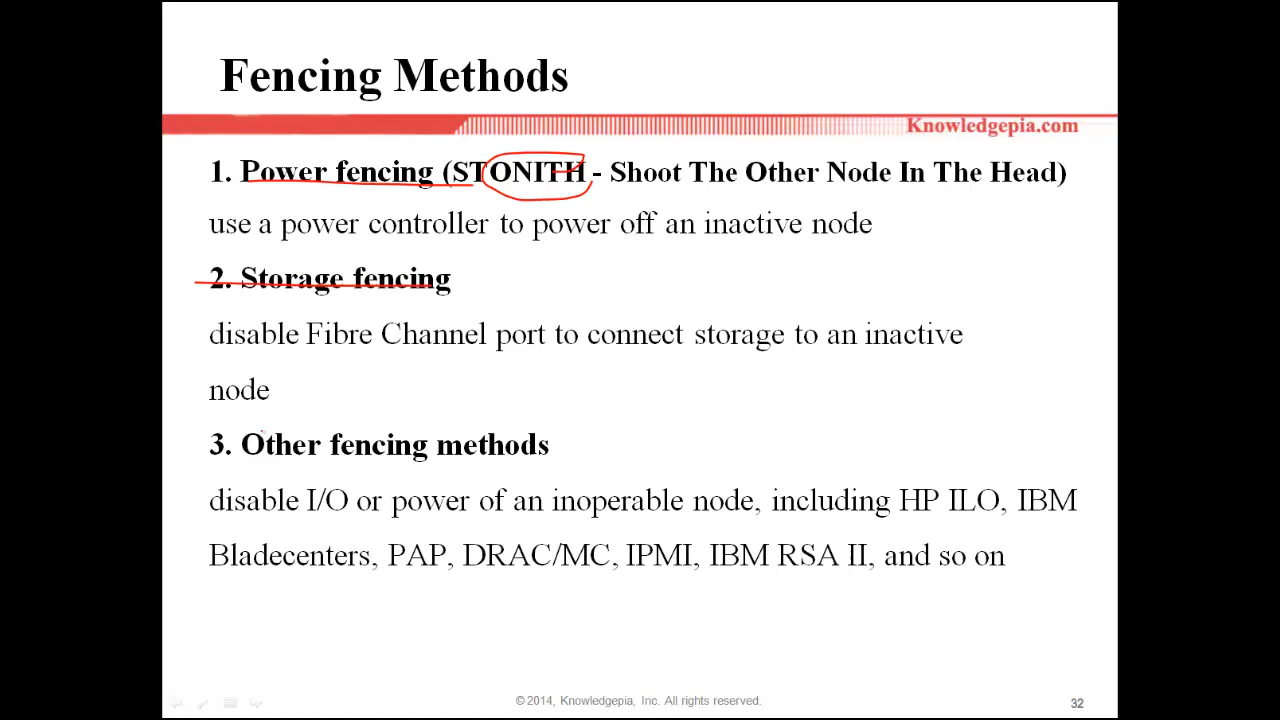 Fencing Methods
Knowledgepia.com
1. Power fencing (STONITH - Shoot The Other Node In The Head)
use a power controller to power off an inactive node
2. Storage fencing
disable Fibre Channel port to connect storage to an inactive
node
3. Other fencing methods
disable I/O or power of an inoperable node, including HP ILO, IBM
Bladecenters, PAP, DRAC/MC, IPMI, IBM RSA II, and so on
© 2014, Knowledgepia, Inc. All rights reserved.
32